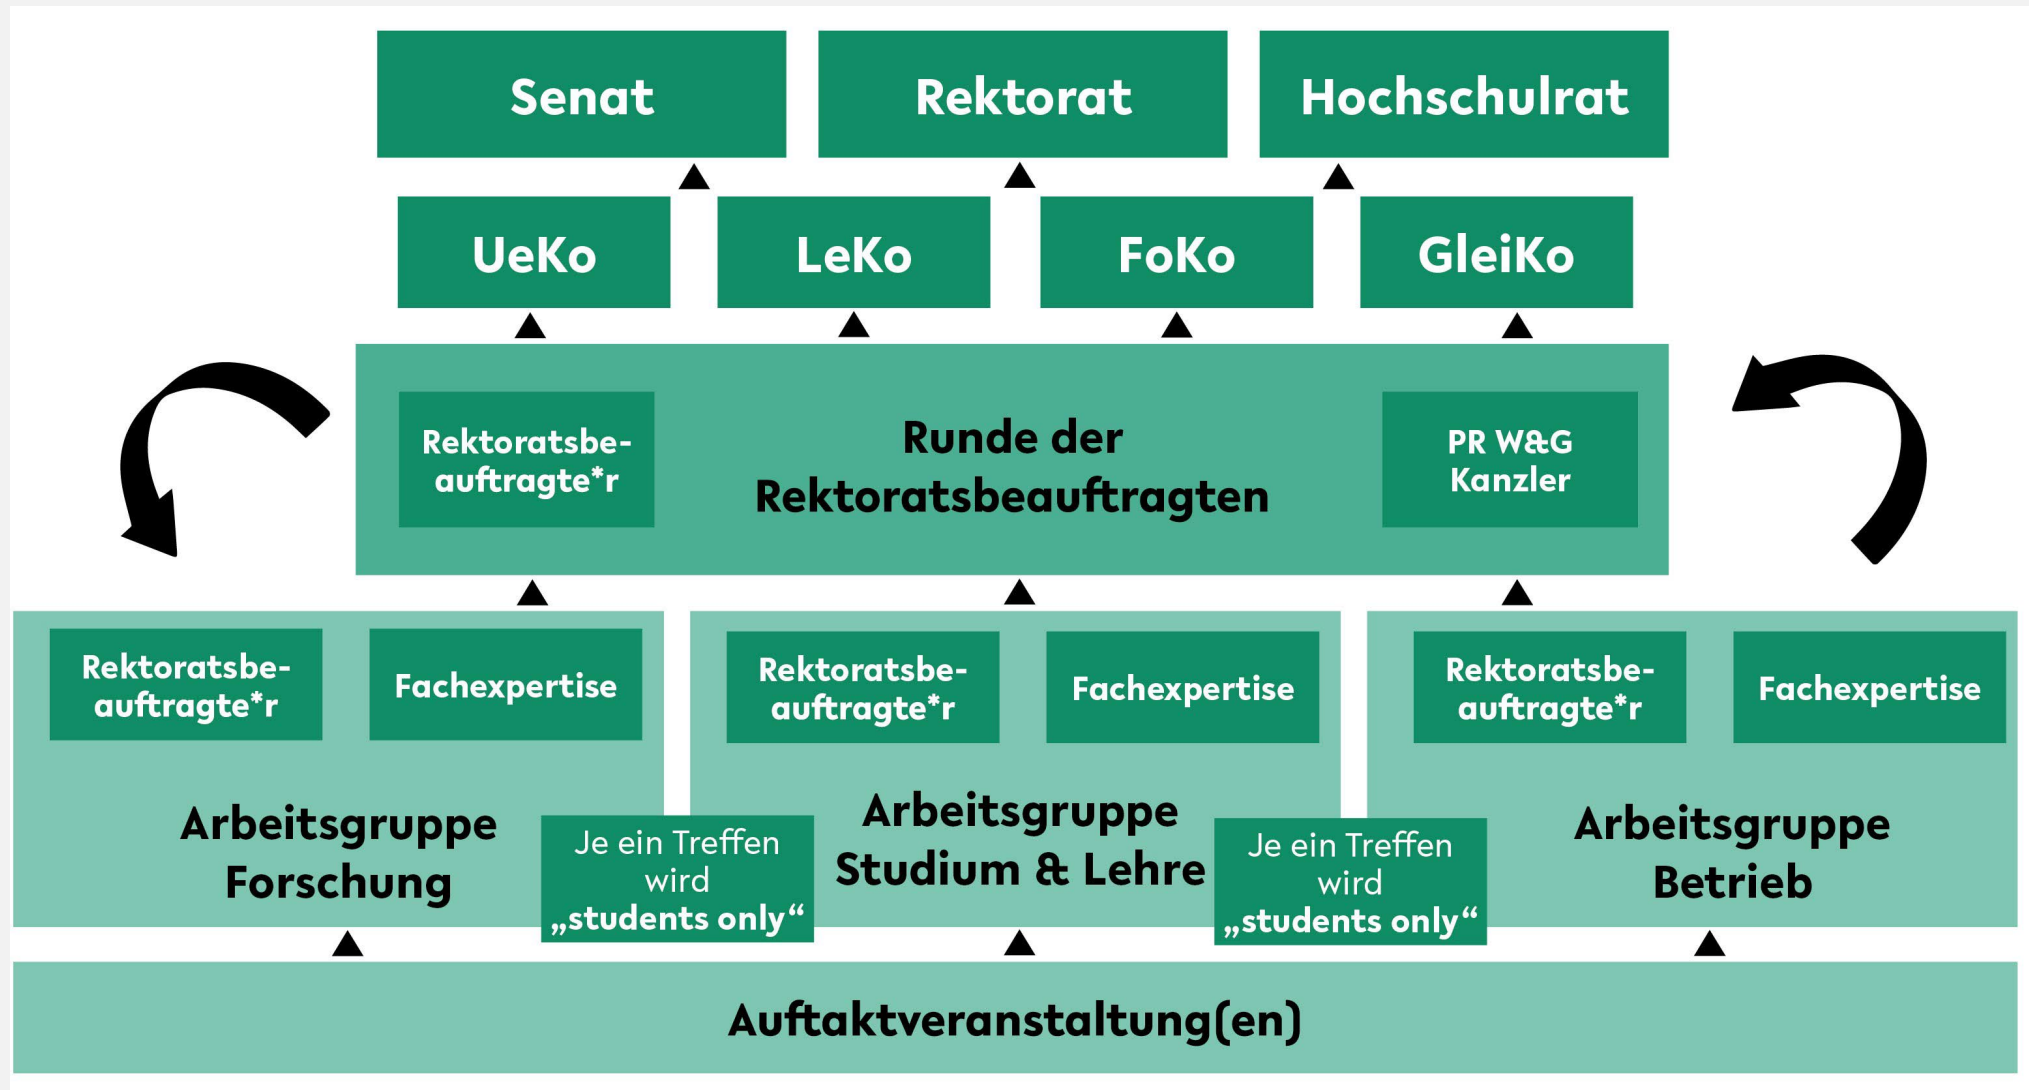 Senat
Rektorat
Hochschulrat
UeKo
LeKo
FoKo
GleiKo
Rektoratsbe-
auftragte*r
Runde der
Rektoratsbeauftragten
PR W&G
Kanzler
Rektoratsbe-
auftragte*r
Fachexpertise
Arbeitsgruppe
Forschung
Je ein Treffen
wird
„students only“
Rektoratsbe-
auftragte*r
Fachexpertise
Arbeitsgruppe
Studium & Lehre
Je ein Treffen
wird
„students only“
Rektoratsbe-
auftragte*r
Fachexpertise
Arbeitsgruppe
Betrieb
Auftaktveranstaltung(en)